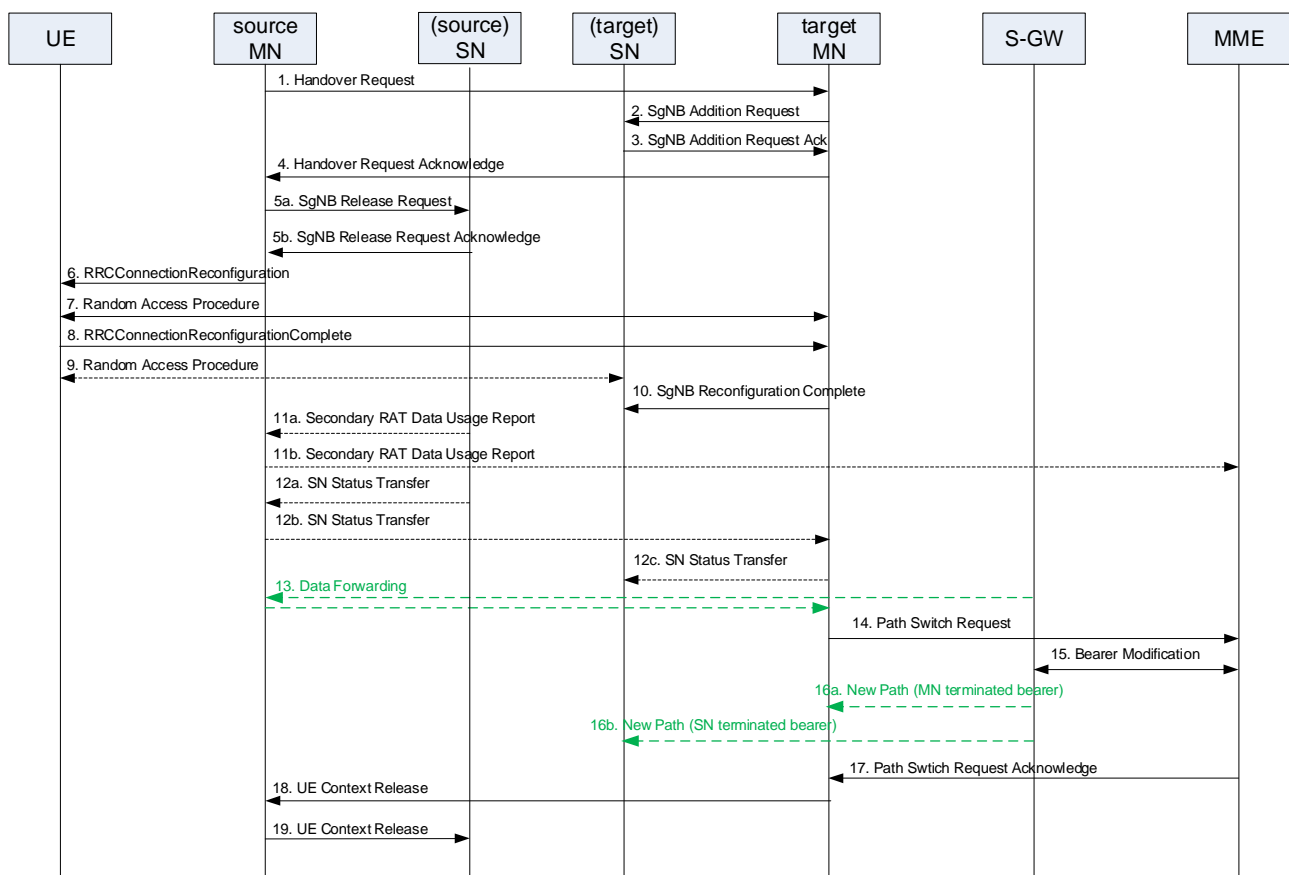 UE
source
MN
(source)
SN
(target)
SN
target
MN
S-GW
MME
1. Handover Request
2. SgNB Addition Request
3. SgNB Addition Request Ack
4. Handover Request Acknowledge
5a. SgNB Release Request
5b. SgNB Release Request Acknowledge
6. RRCConnectionReconfiguration
7. Random Access Procedure
8. RRCConnectionReconfigurationComplete
9. Random Access Procedure
10. SgNB Reconfiguration Complete
11a. Secondary RAT Data Usage Report
11b. Secondary RAT Data Usage Report
12a. SN Status Transfer
12b. SN Status Transfer
12c. SN Status Transfer
13. Data Forwarding
14. Path Switch Request
15. Bearer Modification
16a. New Path (MN terminated bearer)
16b. New Path (SN terminated bearer)
17. Path Swtich Request Acknowledge
18. UE Context Release
19. UE Context Release